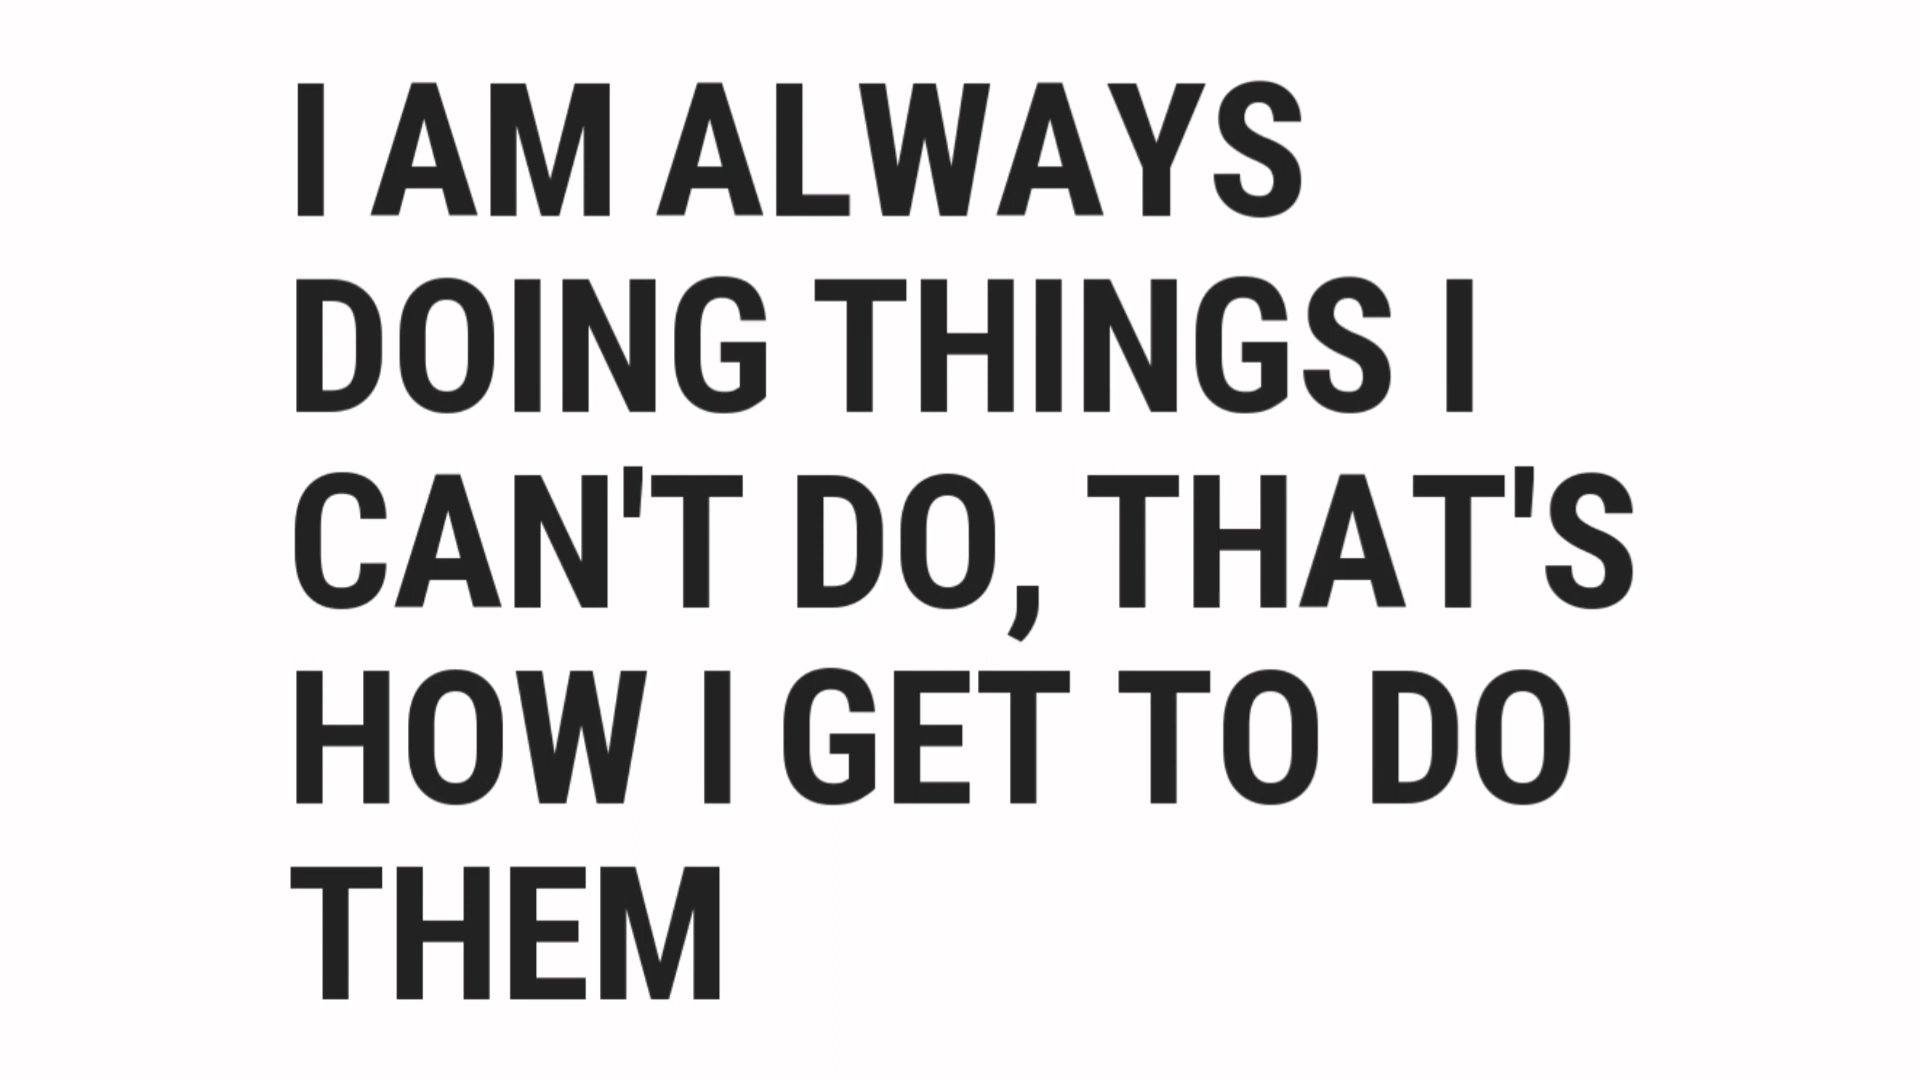 I AM ALWAYS
DOING THINGS I
CAN'T DO, THAT'S
HOW I GET TO DO
THEM